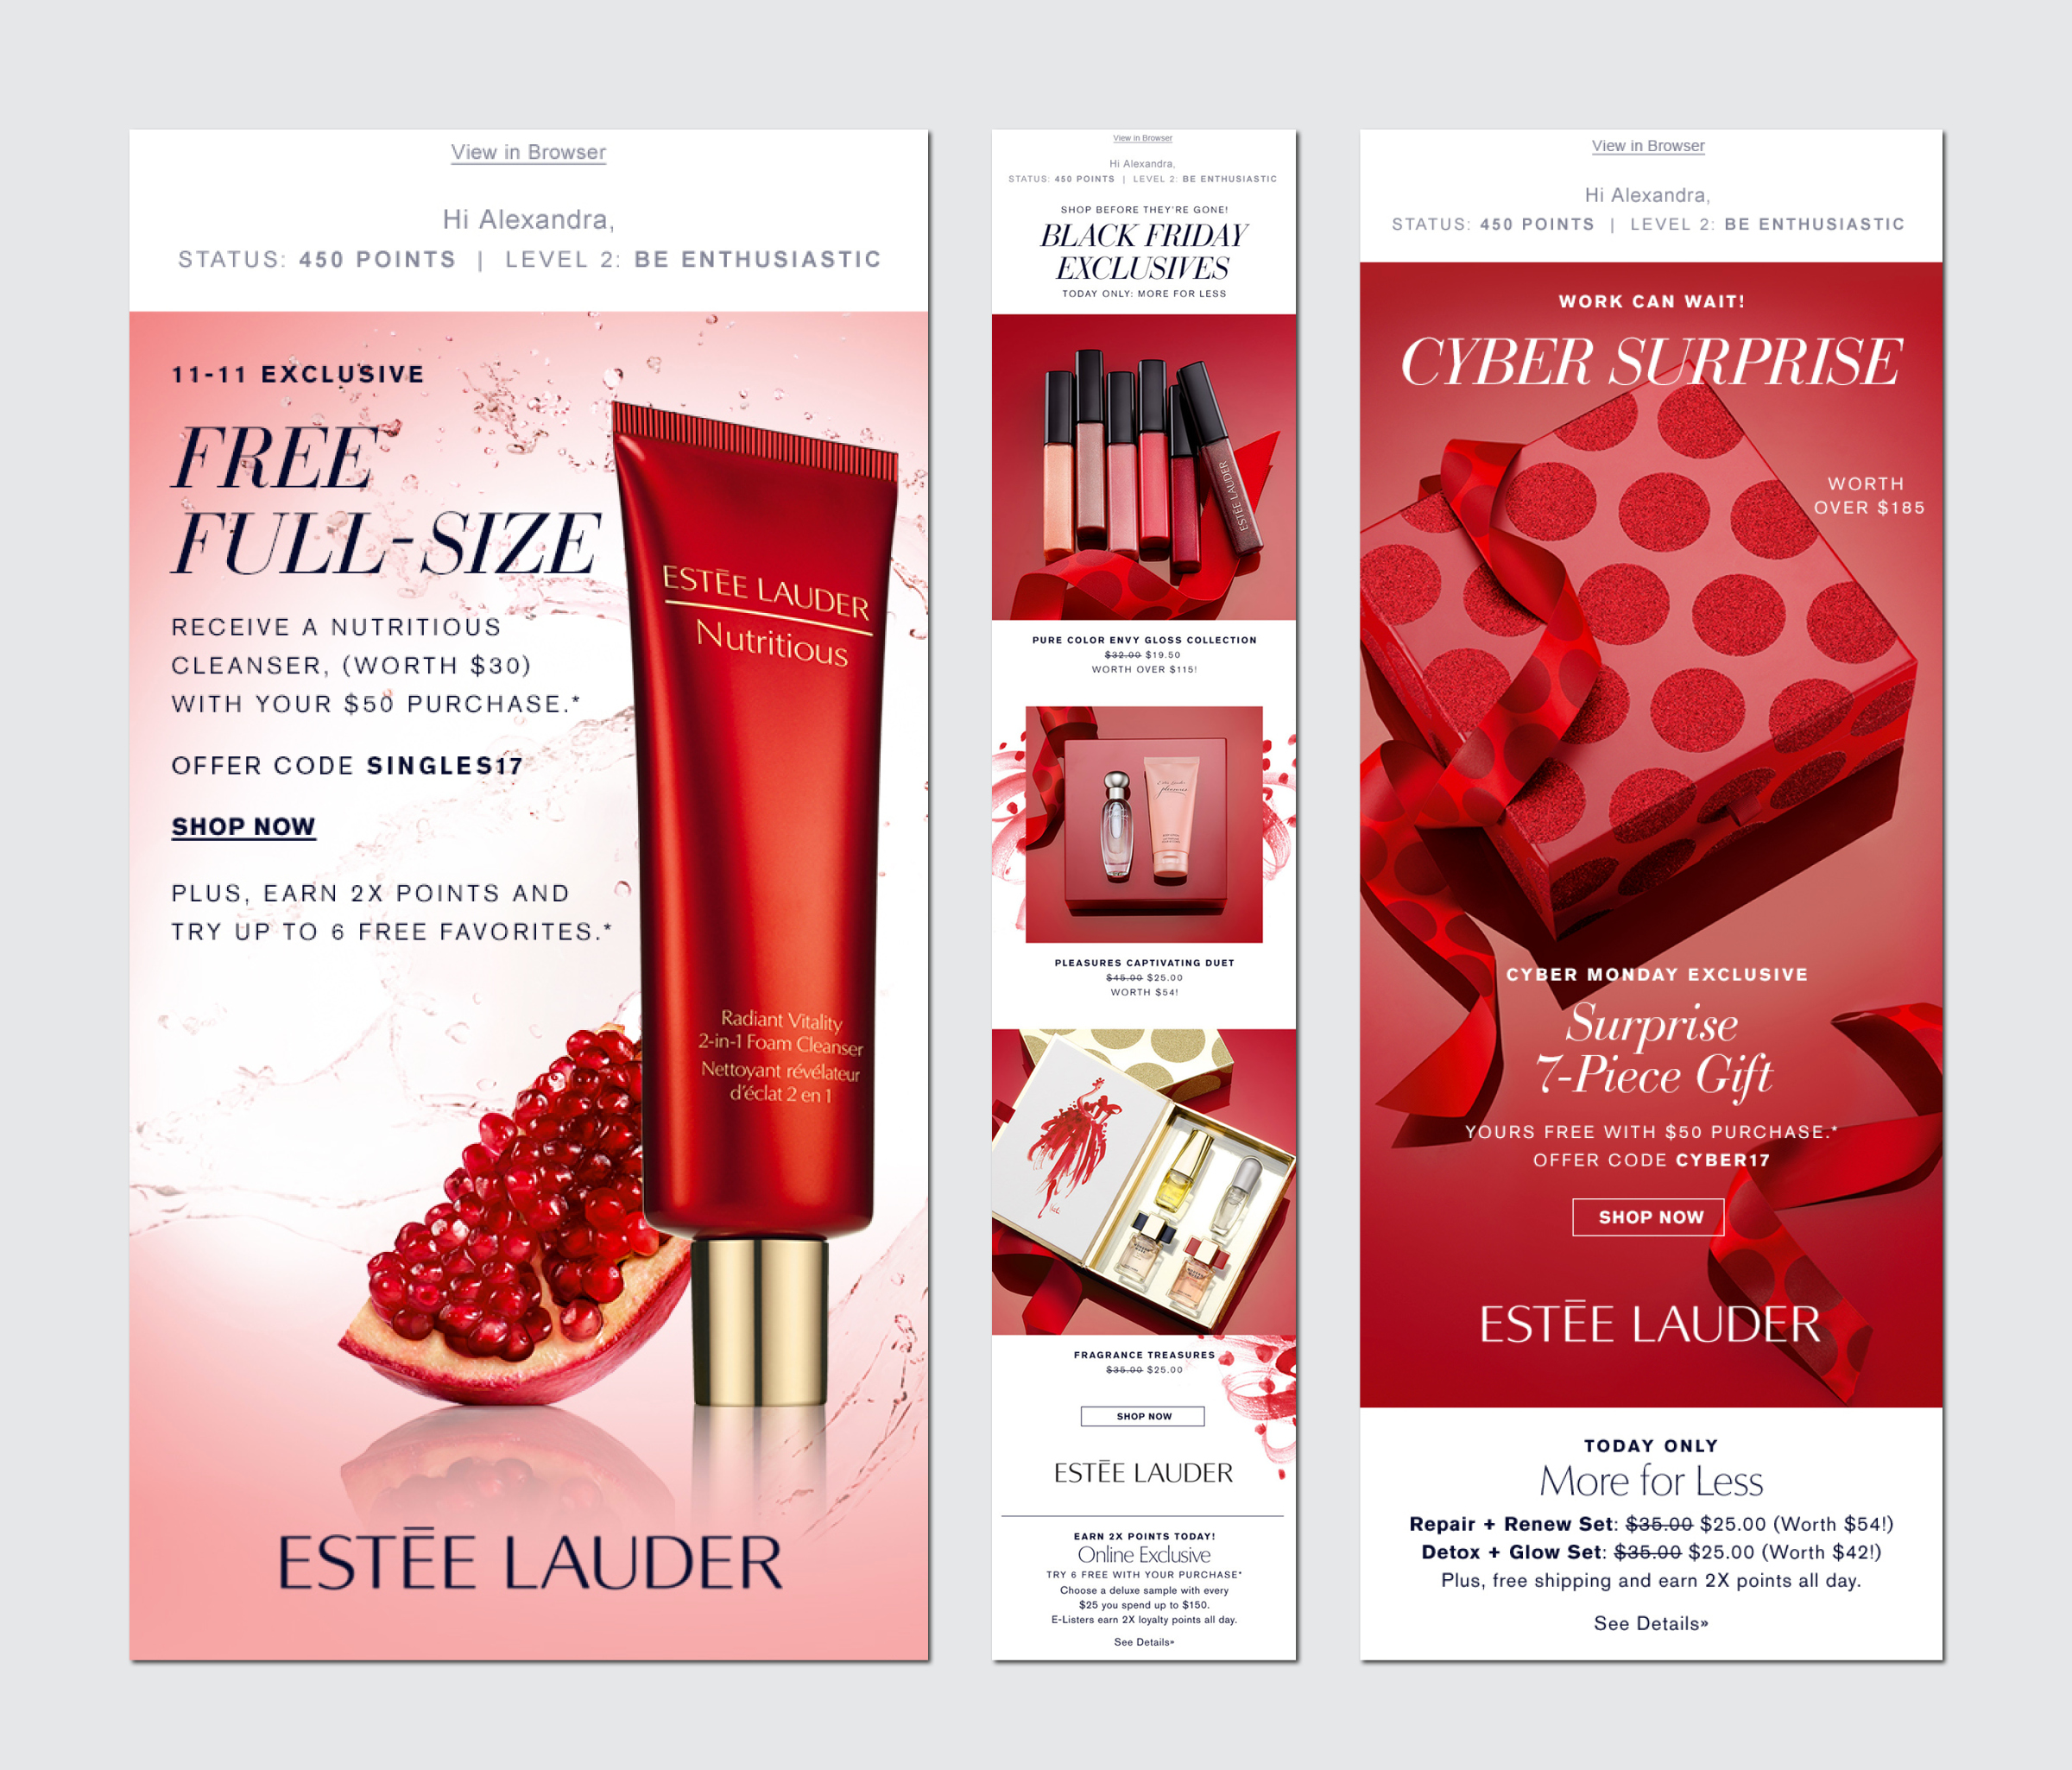 View in Browser
Hi Alexandra,
STATUS: 450 POINTS | LEVEL 2: BE ENTHUSIASTIC
11-11 EXCLUSIVE
FREE
FULL-SIZE
RECEIVE A NUTRITIOUS
CLEANSER, (WORTH $30)
WITH YOUR $50 PURCHASE.*
OFFER CODE SINGLES17
SHOP NOW
PLUS, EARN 2X POINTS AND
TRY UP TO 6 FREE FAVORITES.*
ESTĒE LAUDER
Nutritious
Radiant Vitality
2-in-1 Foam Cleanser
Nettoyant révélateur
d'éclat 2 en 1
ESTĒE LAUDER
View in Browser
Hi Alexandra,
STATUS: 450 POINTS | LEVEL 2: BE ENTHUSIASTIC
SHOP BEFORE THEY'RE GONE!
BLACK FRIDAY
EXCLUSIVES
TODAY ONLY: MORE FOR LESS
ESTĒE LAUDER
PURE COLOR ENVY GLOSS COLLECTION
$32.00 $19.50
WORTH OVER $115!
pleasures
PLEASURES CAPTIVATING DUET
$45.00 $25.00
WORTH $54!
FRAGRANCE TREASURES
$35.00 $25.00
SHOP NOW
ESTĒE LAUDER
EARN 2X POINTS TODAY!
Online Exclusive
TRY 6 FREE WITH YOUR PURCHASE*
Choose a deluxe sample with every
$25 you spend up to $150.
E-Listers earn 2X loyalty points all day.
See Details»
View in Browser
Hi Alexandra,
STATUS: 450 POINTS | LEVEL 2: BE ENTHUSIASTIC
WORK CAN WAIT!
CYBER SURPRISE
WORTH
OVER $185
CYBER MONDAY EXCLUSIVE
Surprise
7-Piece Gift
YOURS FREE WITH $50 PURCHASE.*
OFFER CODE CYBER17
SHOP NOW
ESTĒE LAUDER
TODAY ONLY
More for Less
Repair + Renew Set: $35.00 $25.00 (Worth $54!)
Detox + Glow Set: $35.00 $25.00 (Worth $42!)
Plus, free shipping and earn 2X points all day.
See Details»